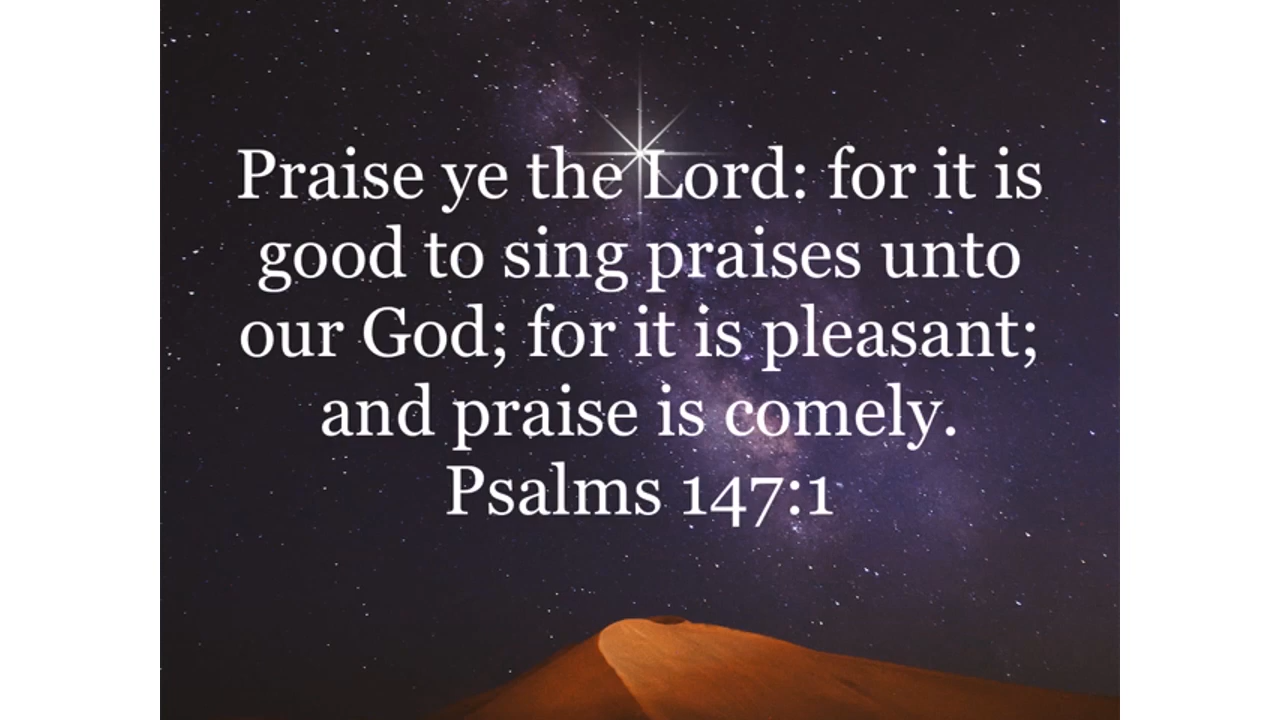 Praise ye the Lord: for it is
good to sing praises unto
our God; for it is pleasant;
and praise is comely.
Psalms 147:1